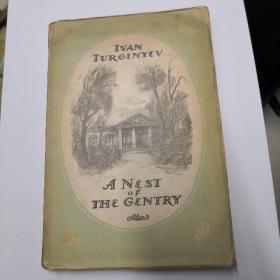 IVAN
TURGENYEV
A NEST
OF
THE GENTRY